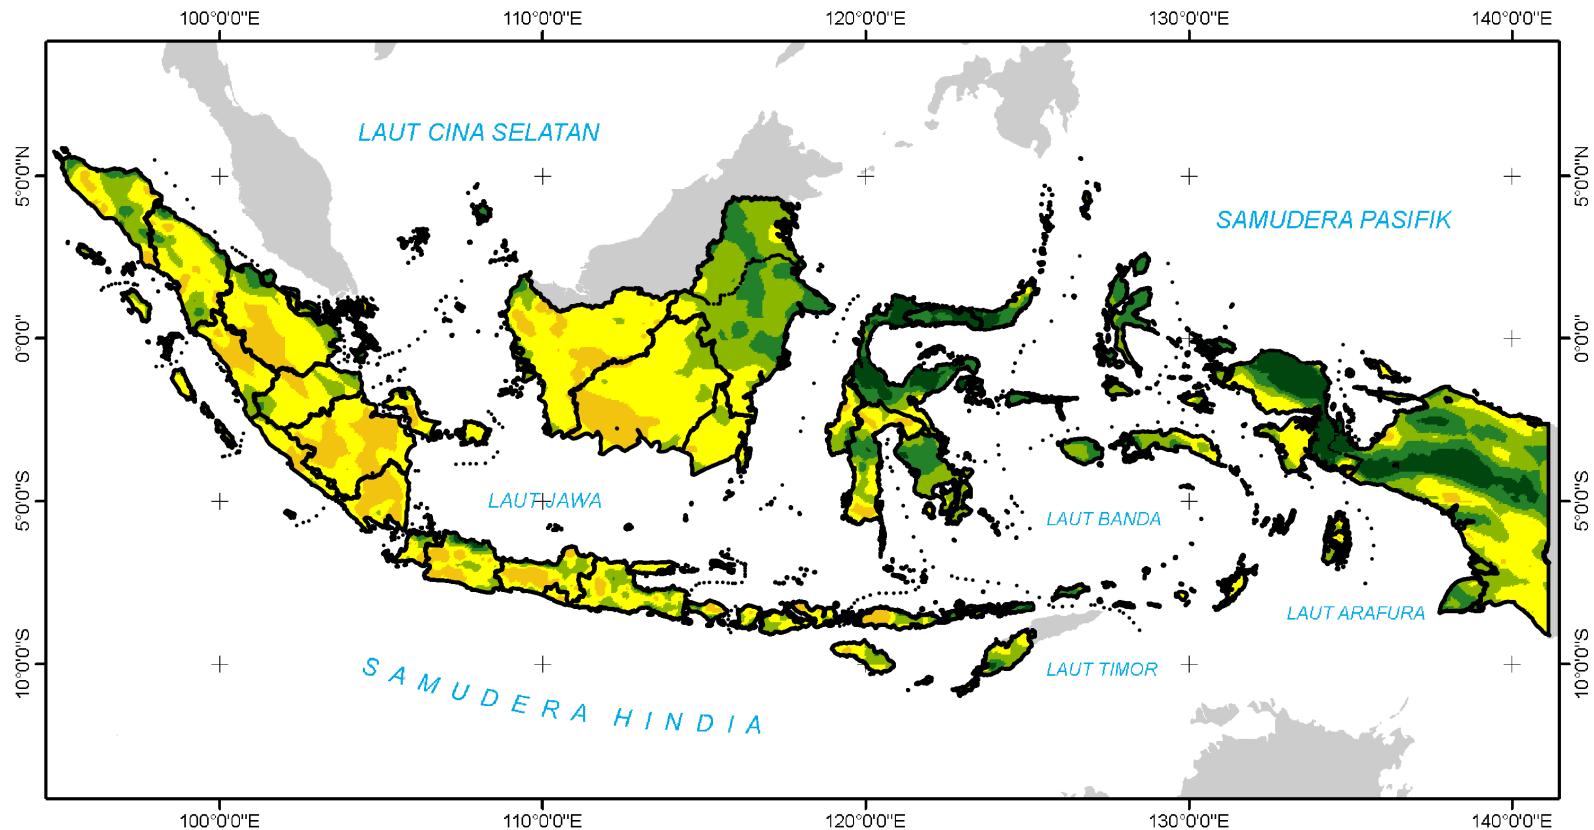 100°0'0"E 110°0'0"E 120°0'0"E 130°0'0"E 140°0'0"E
LAUT CINA SELATAN
5°0'0"N 5°0'0"N
SAMUDERA PASIFIK
0°0'0" 0°0'0"
LAUT JAWA
5°0'0"S 5°0'0"S
LAUT BANDA
LAUT ARAFURA
10°0'0"S 10°0'0"S
LAUT TIMOR
SAMUDERA HINDIA
100°0'0"E 110°0'0"E 120°0'0"E 130°0'0"E 140°0'0"E